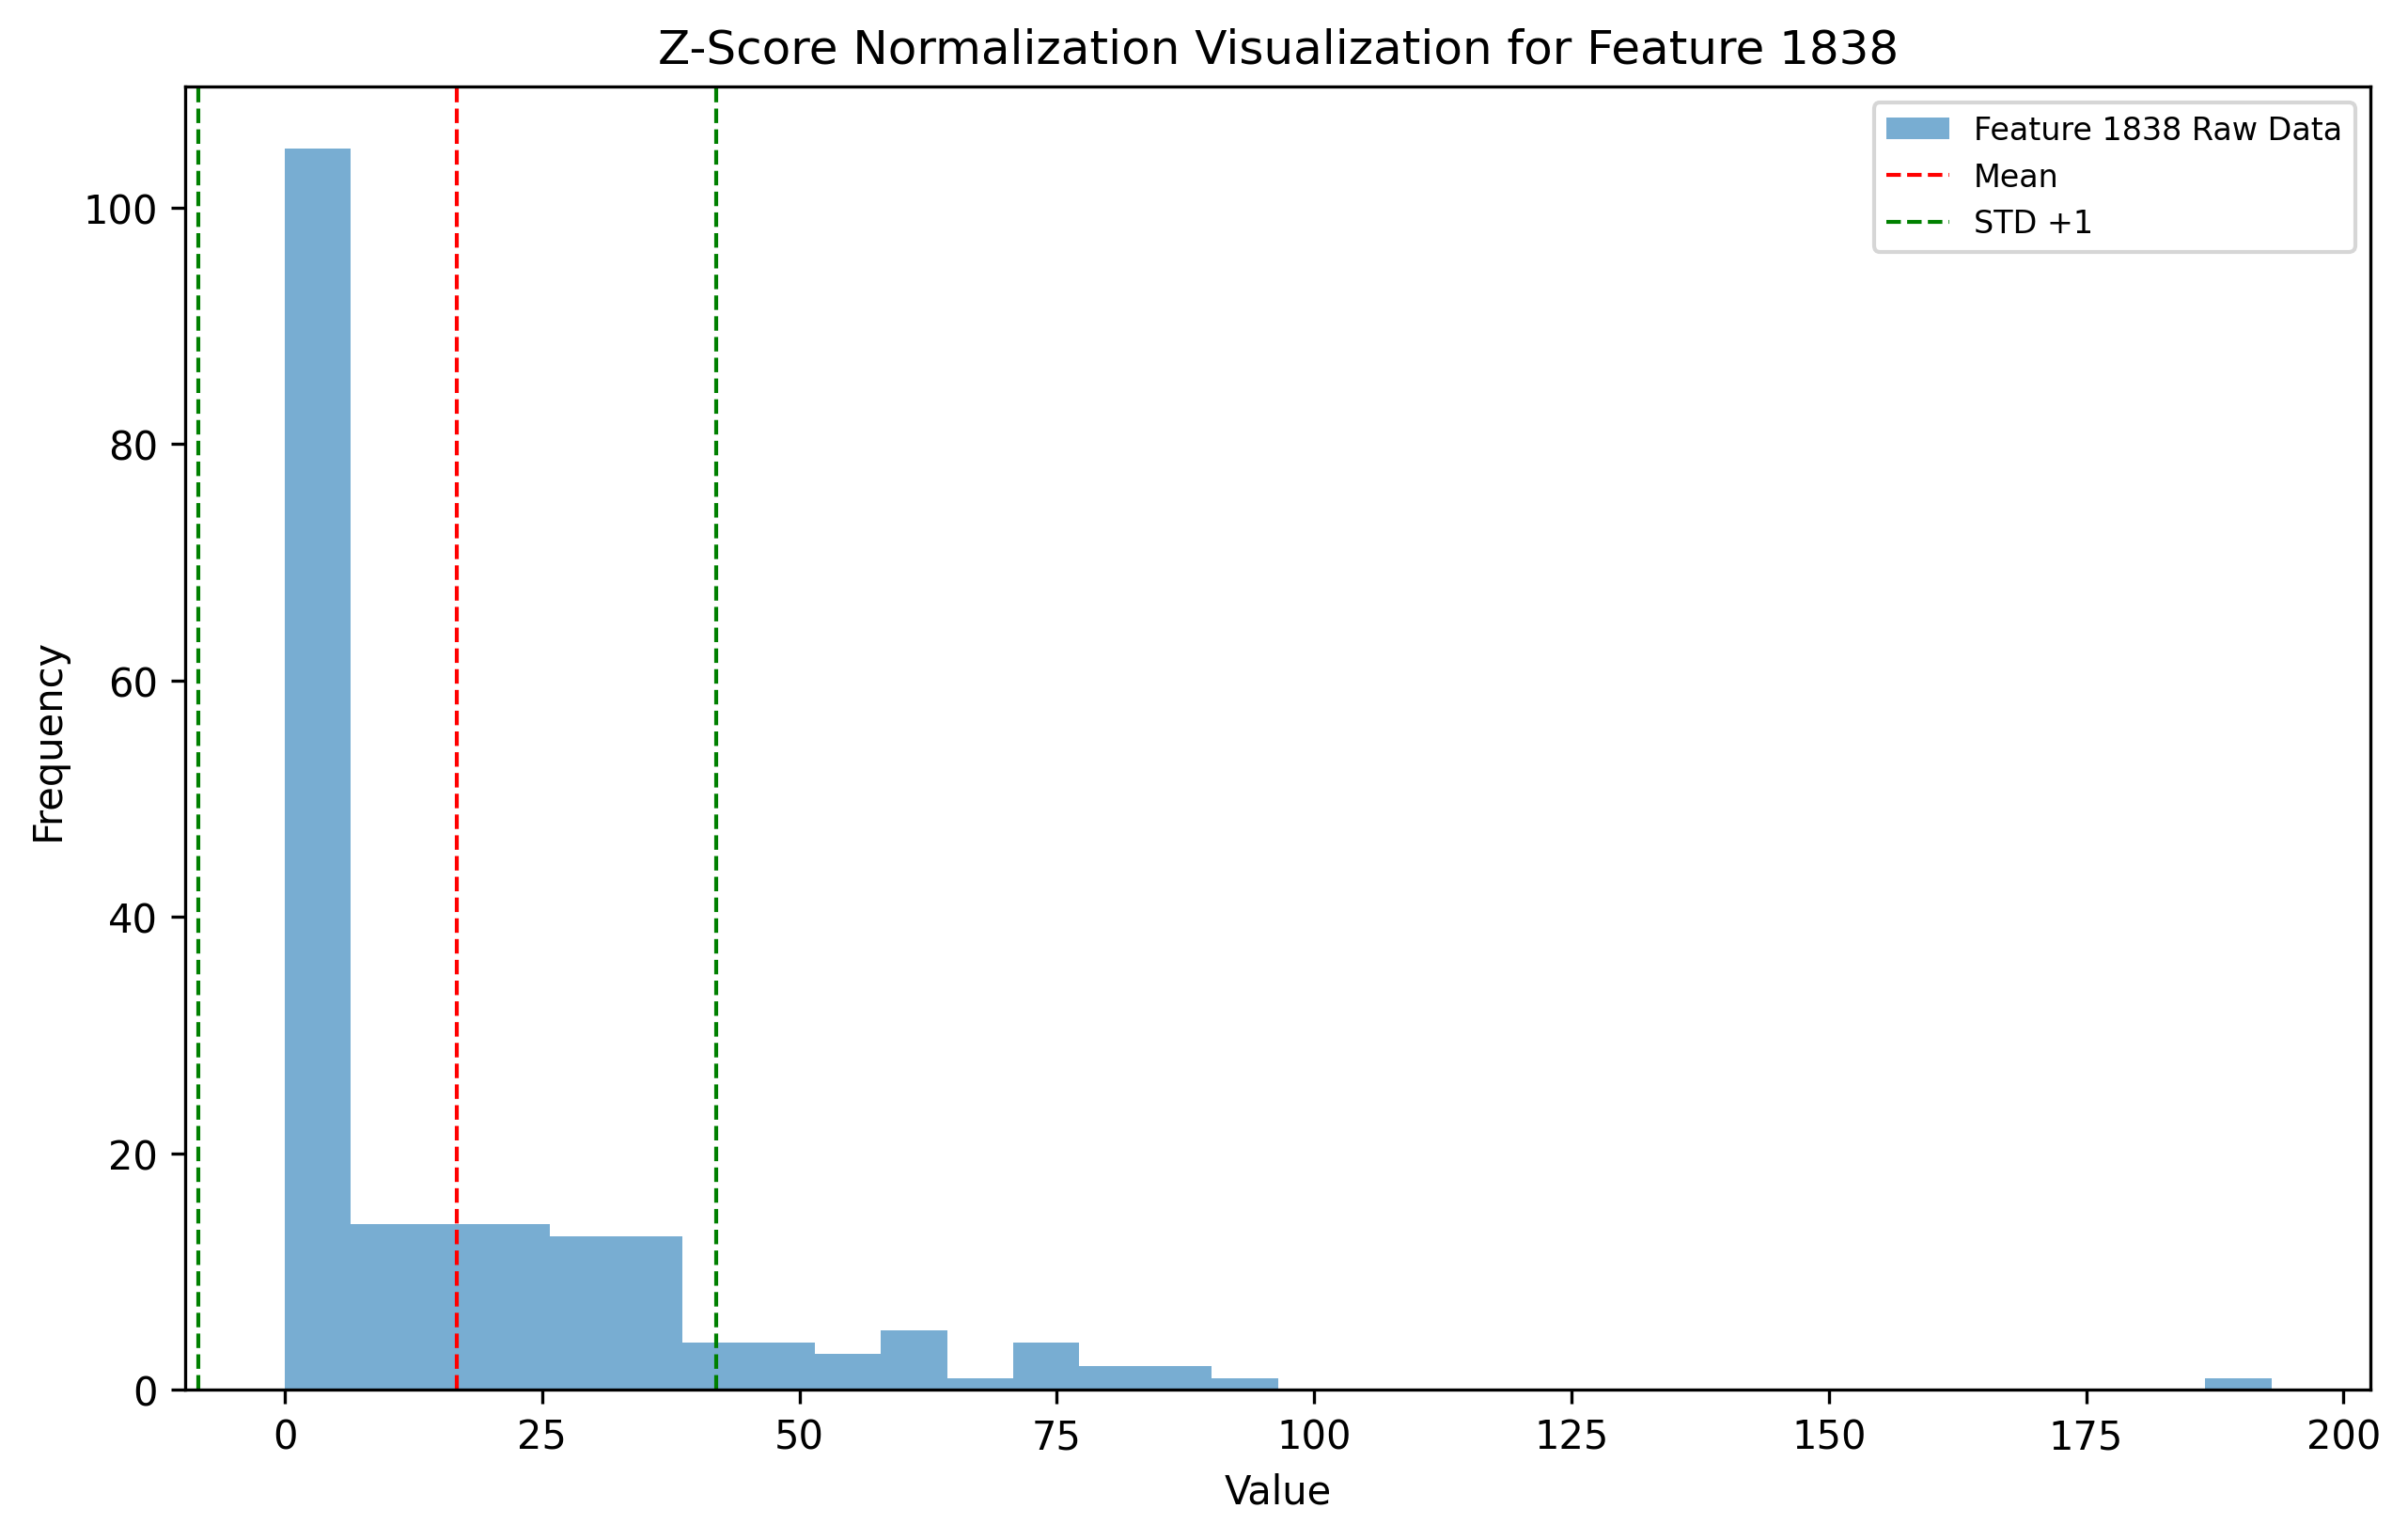 Z-Score Normalization Visualization for Feature 1838
Feature 1838 Raw Data
Mean
STD +1
Frequency
100
80
60
40
20
0
0 25 50 75 100 125 150 175 200
Value